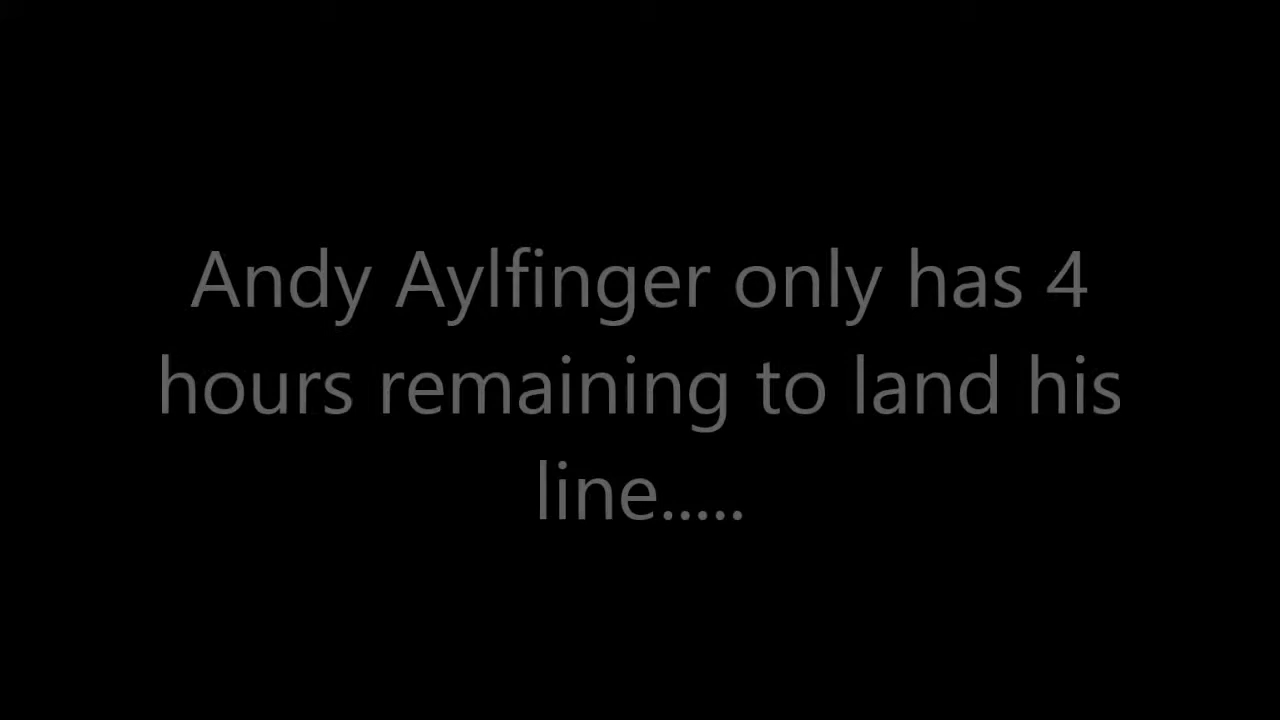 Andy Aylfinger only has 4
hours remaining to land his
line.....